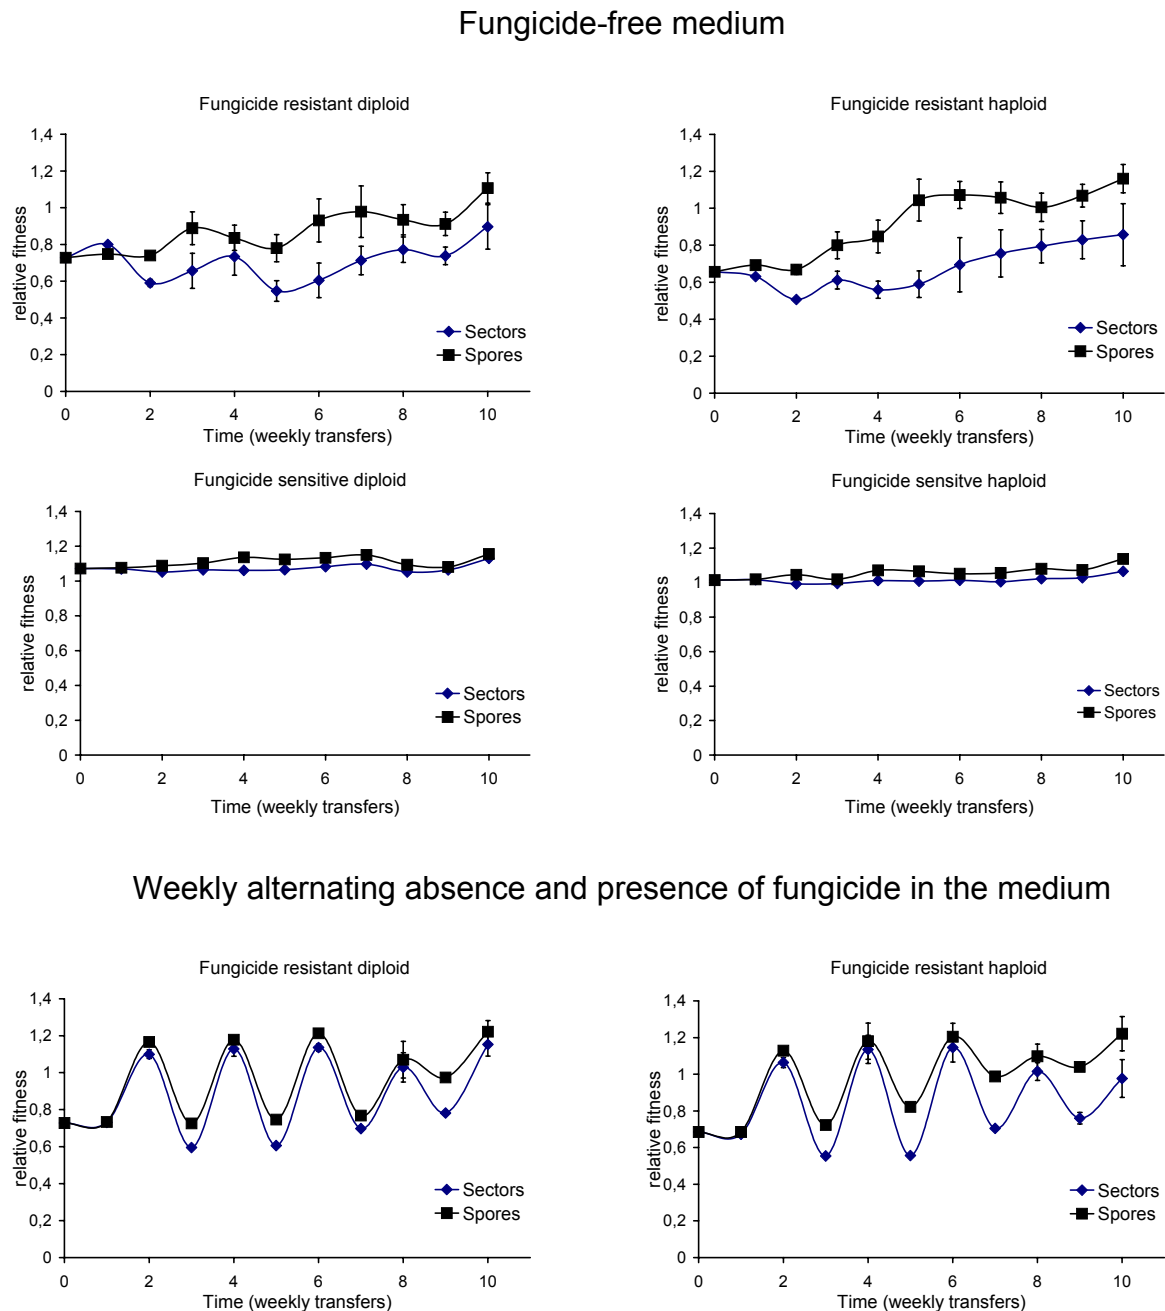 Fungicide-free medium
Fungicide resistant diploid
1,4
1,2
1
0,8
0,6
0,4
0,2
0
relative fitness
Sectors
Spores
0 2 4 6 8 10
Time (weekly transfers)
Fungicide resistant haploid
1,4
1,2
1
0,8
0,6
0,4
0,2
0
relative fitness
Sectors
Spores
0 2 4 6 8 10
Time (weekly transfers)
Fungicide sensitive diploid
1,4
1,2
1
0,8
0,6
0,4
0,2
0
relative fitness
Sectors
Spores
0 2 4 6 8 10
Time (weekly transfers)
Fungicide sensitve haploid
1,4
1,2
1
0,8
0,6
0,4
0,2
0
relative fitness
Sectors
Spores
0 2 4 6 8 10
Time (weekly transfers)
Weekly alternating absence and presence of fungicide in the medium
Fungicide resistant diploid
1,4
1,2
1
0,8
0,6
0,4
0,2
0
relative fitness
Sectors
Spores
0 2 4 6 8 10
Time (weekly transfers)
Fungicide resistant haploid
1,4
1,2
1
0,8
0,6
0,4
0,2
0
relative fitness
Sectors
Spores
0 2 4 6 8 10
Time (weekly transfers)